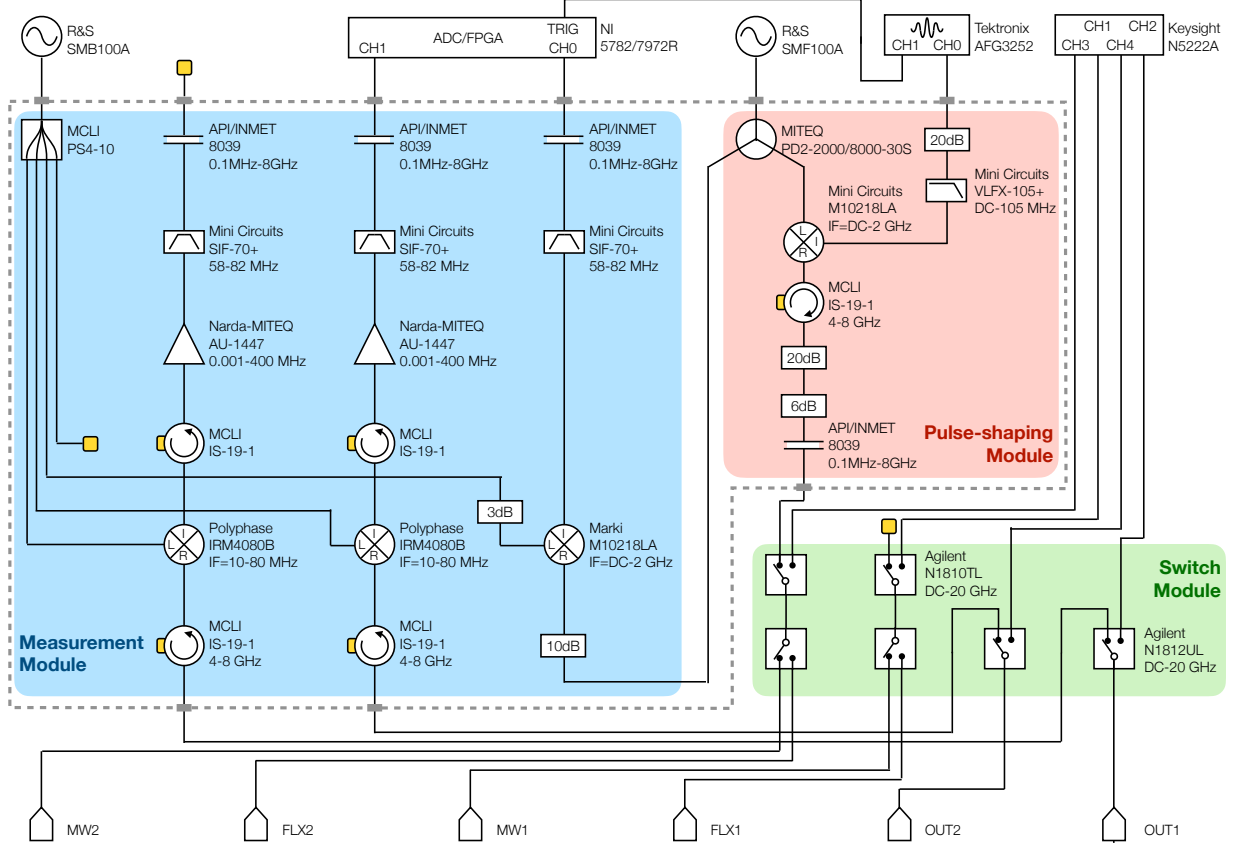 R&S
SMB100A
ADC/FPGA
TRIG
CH1
CH0
NI
5782/7972R
R&S
SMF100A
CH1 CH0
Tektronix
AFG3252
CH1 CH2
CH3 CH4
Keysight
N5222A
MCLI
PS4-10
API/INMET
8039
0.1MHz-8GHz
API/INMET
8039
0.1MHz-8GHz
API/INMET
8039
0.1MHz-8GHz
MITEQ
PD2-2000/8000-30S
20dB
Mini Circuits
VLFX-105+
DC-105 MHz
Mini Circuits
M10218LA
IF=DC-2 GHz
L
I
R
Mini Circuits
SIF-70+
58-82 MHz
Mini Circuits
SIF-70+
58-82 MHz
Mini Circuits
SIF-70+
58-82 MHz
MCLI
IS-19-1
4-8 GHz
Narda-MITEQ
AU-1447
0.001-400 MHz
Narda-MITEQ
AU-1447
0.001-400 MHz
20dB
6dB
API/INMET
8039
0.1MHz-8GHz
Pulse-shaping
Module
MCLI
IS-19-1
MCLI
IS-19-1
3dB
I
L
R
Polyphase
IRM4080B
IF=10-80 MHz
I
L
R
Polyphase
IRM4080B
IF=10-80 MHz
I
L
R
Marki
M10218LA
IF=DC-2 GHz
Agilent
N1810TL
DC-20 GHz
Switch
Module
Measurement
Module
MCLI
IS-19-1
4-8 GHz
MCLI
IS-19-1
4-8 GHz
10dB
Agilent
N1812UL
DC-20 GHz
MW2
FLX2
MW1
FLX1
OUT2
OUT1